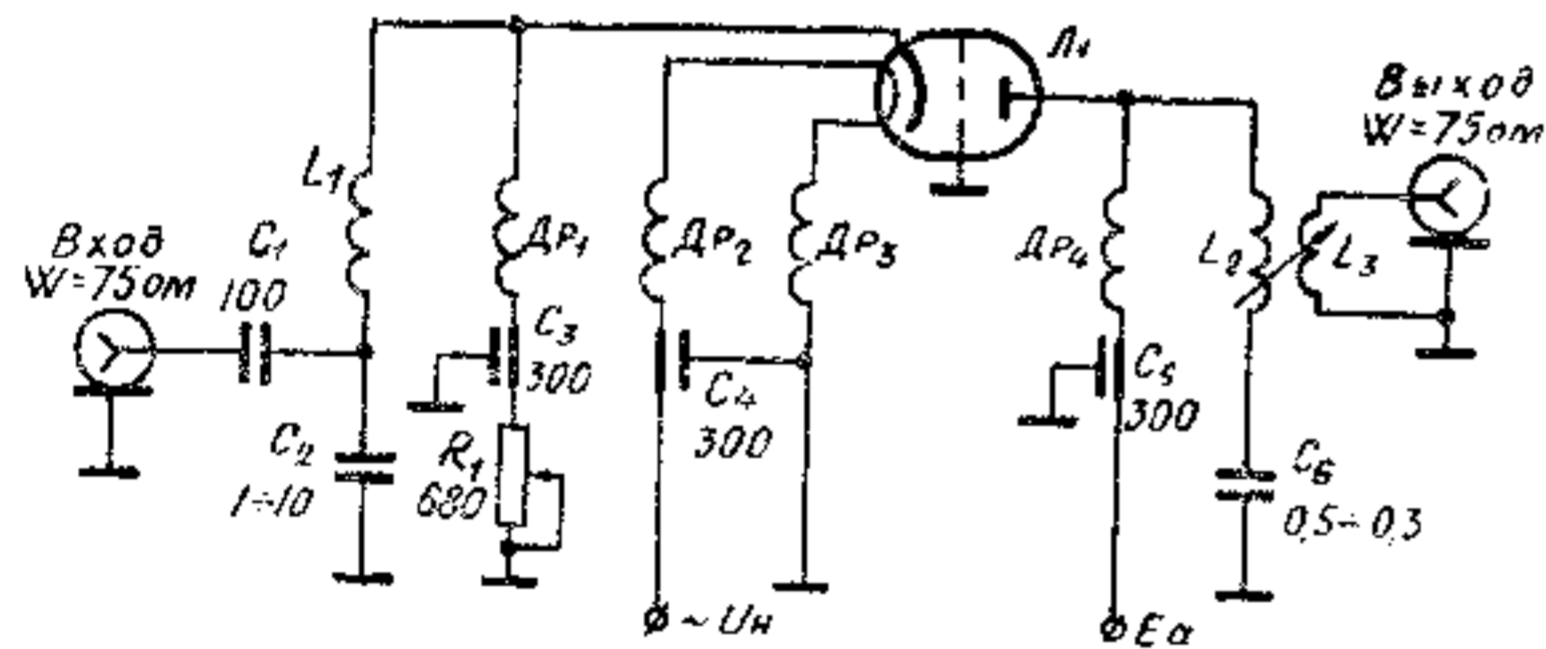 Л1
Выход
W=75ом
L1
Вход
W=75ом
C1
100
ДР1
ДР2
ДР3
ДР4
L2
L3
C3
300
C4
300
C5
300
C2
1÷10
R1
680
C6
0,5÷0,3
~Uн
Eа